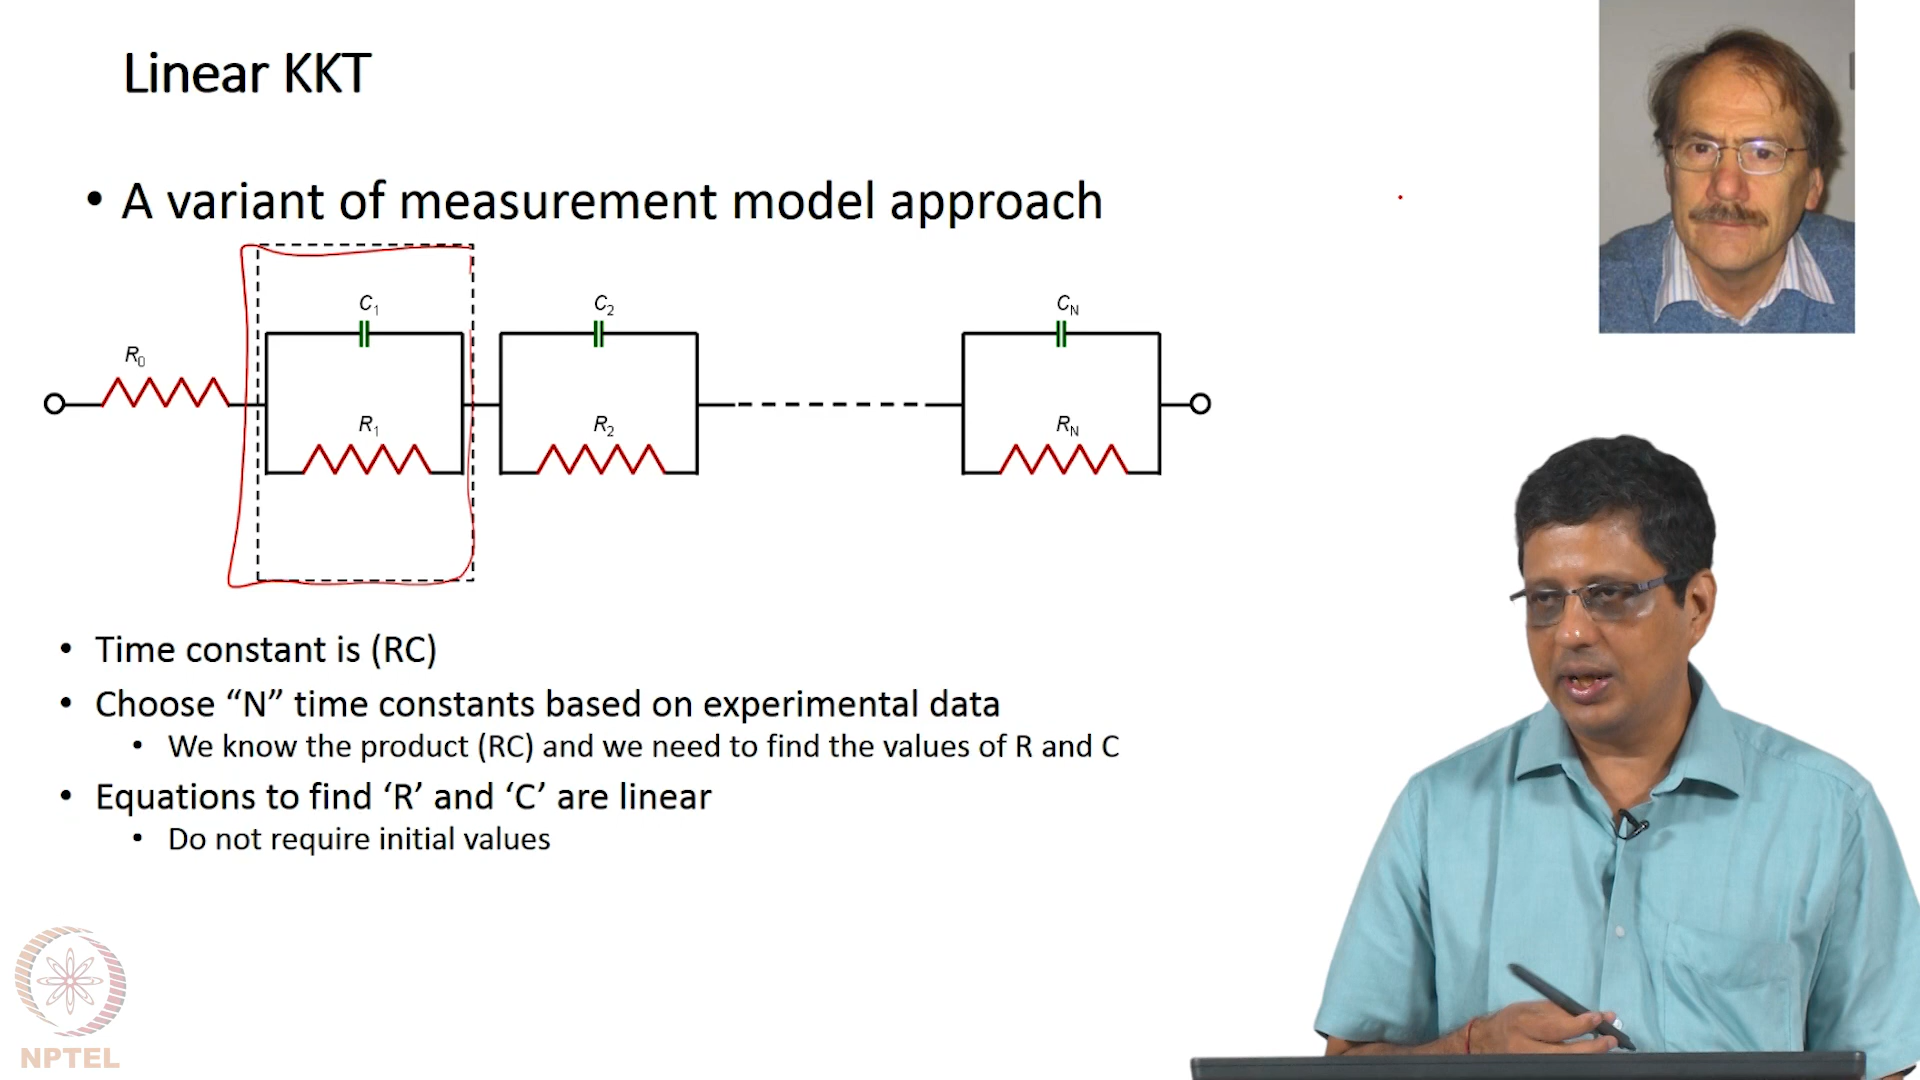 Linear KKT
• A variant of measurement model approach
C1 C2 CN
R0
R1 R2 RN
• Time constant is (RC)
• Choose “N” time constants based on experimental data
• We know the product (RC) and we need to find the values of R and C
• Equations to find ‘R’ and ‘C’ are linear
• Do not require initial values
NPTEL